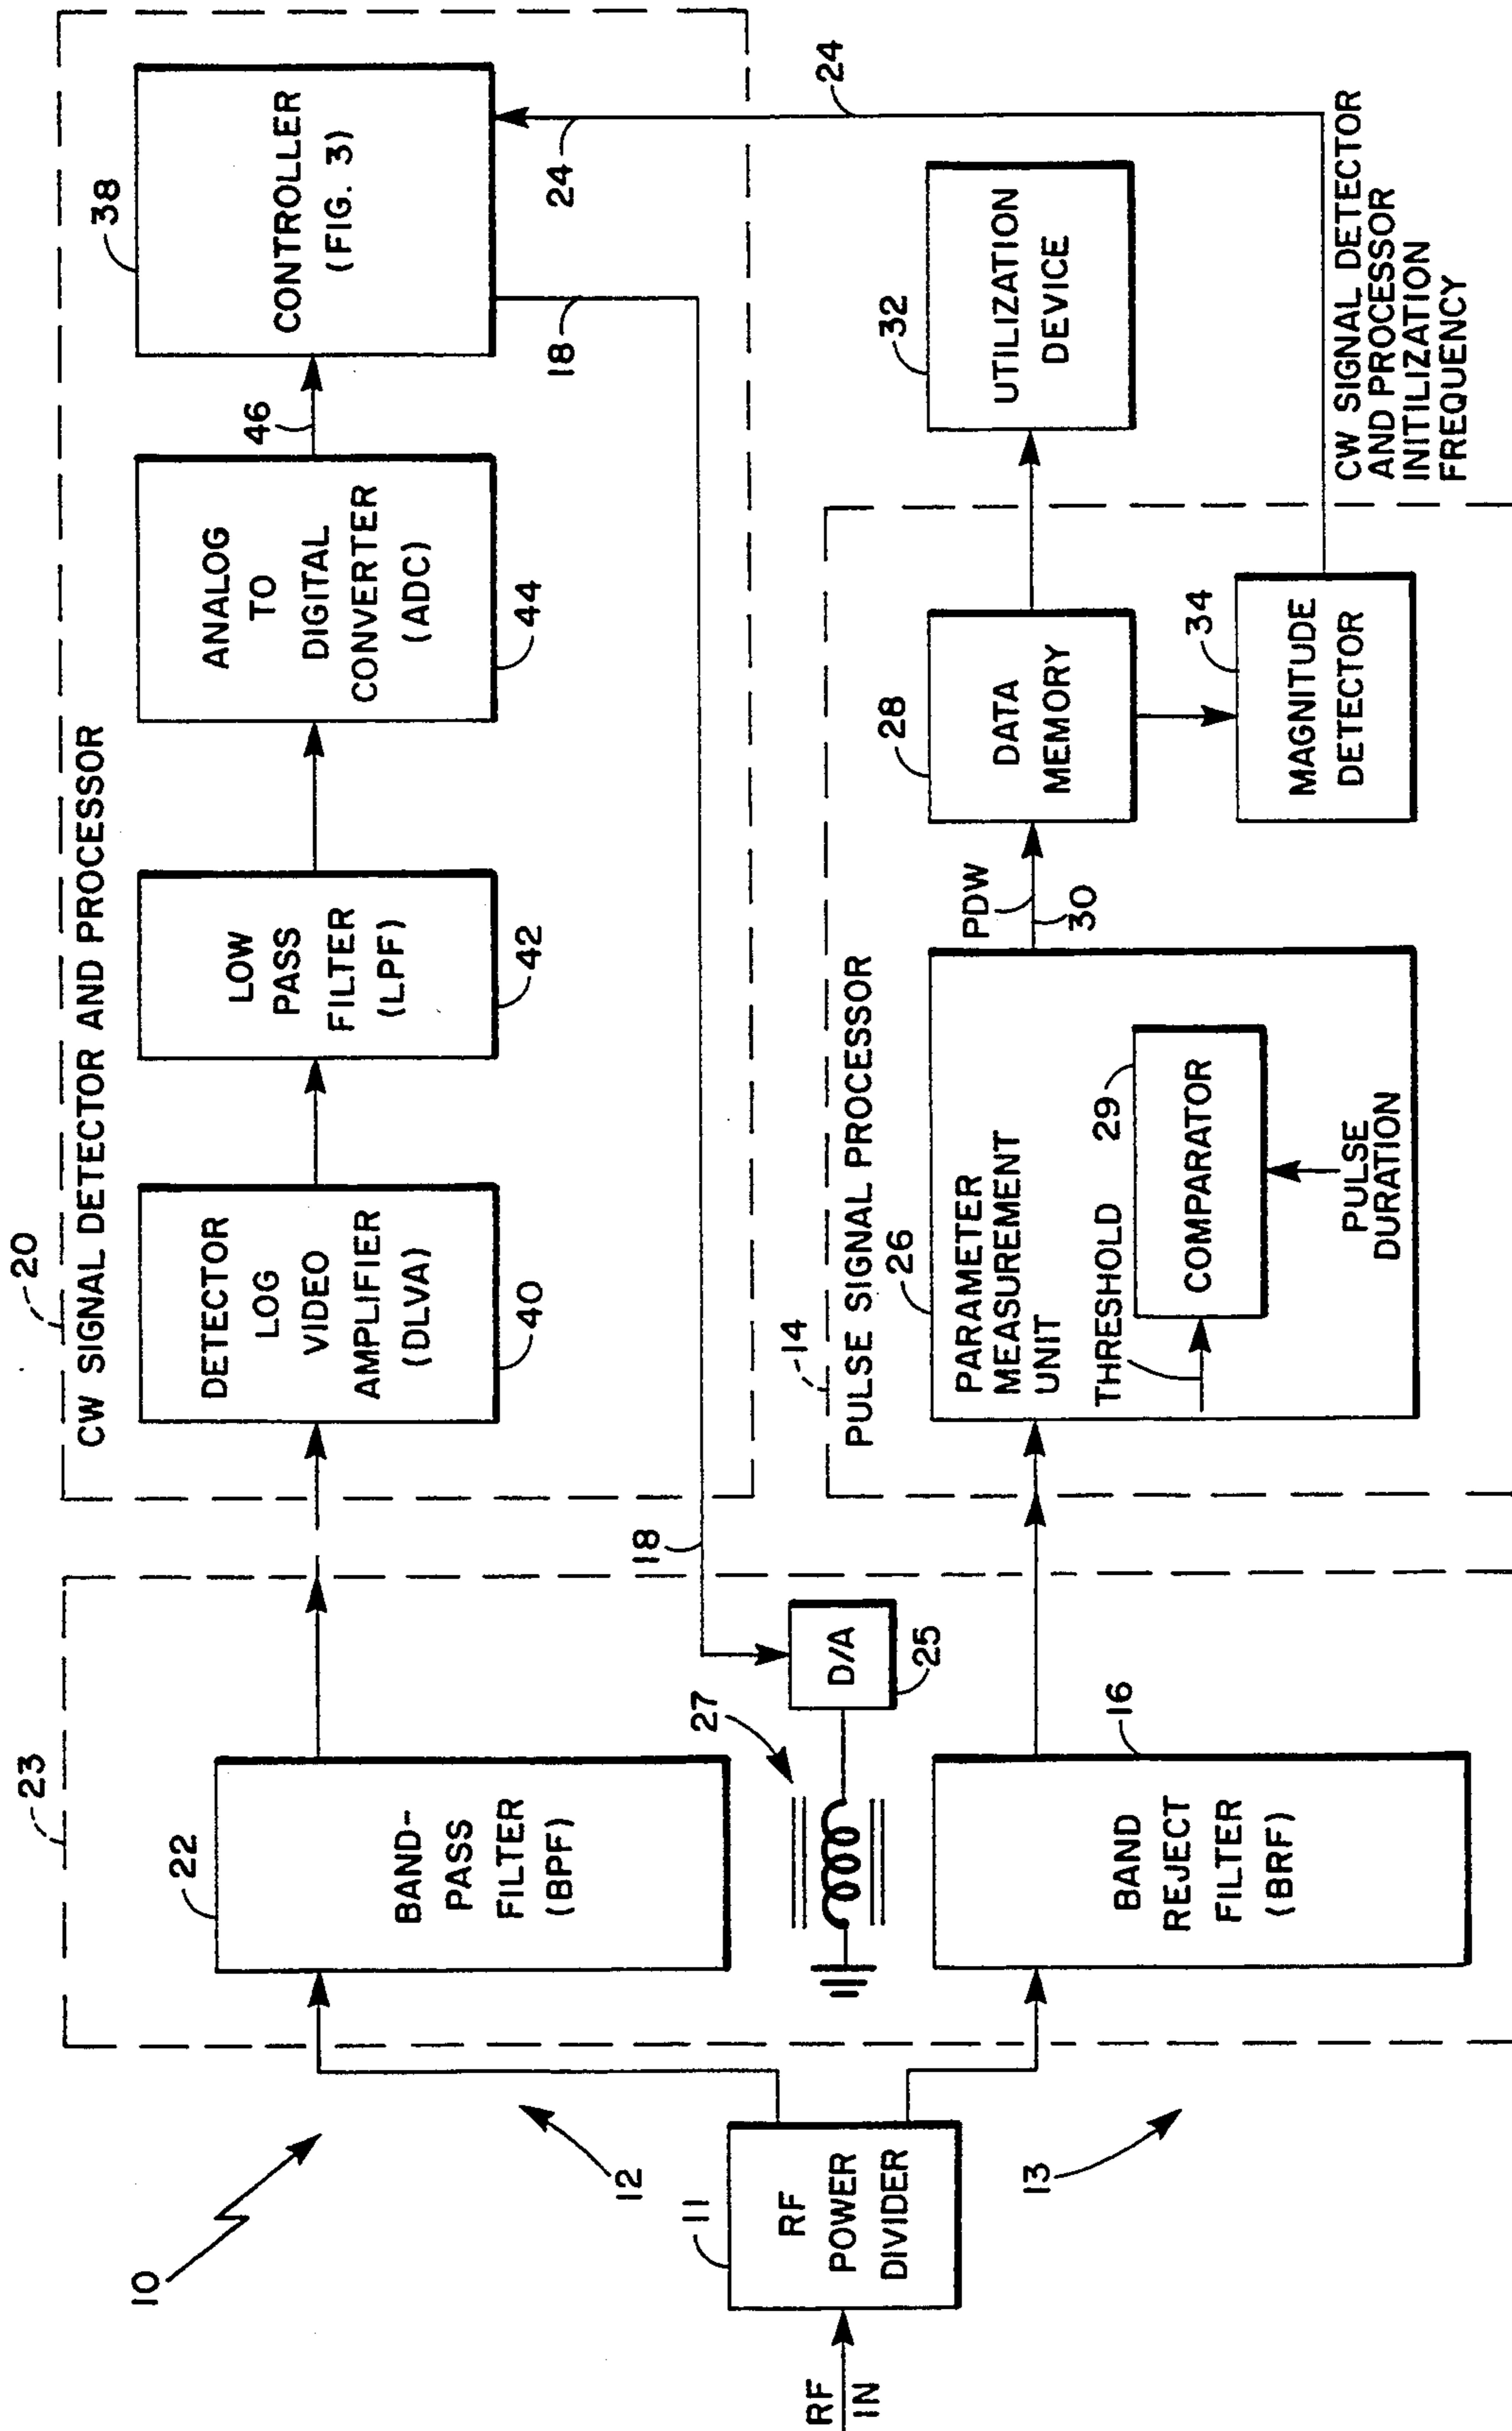 10
RF
IN
11
RF
POWER
DIVIDER
12
13
23
22
BAND-
PASS
FILTER
(BPF)
27
D/A
25
18
16
BAND
REJECT
FILTER
(BRF)
20
CW SIGNAL DETECTOR AND PROCESSOR
DETECTOR
LOG
VIDEO
AMPLIFIER
(DLVA)
40
LOW
PASS
FILTER
(LPF)
42
ANALOG
TO
DIGITAL
CONVERTER
(ADC)
44
46
38
CONTROLLER
(FIG. 3)
18
24
24
14
PULSE SIGNAL PROCESSOR
26
PARAMETER
MEASUREMENT
UNIT
THRESHOLD
29
COMPARATOR
PULSE
DURATION
PDW
30
28
DATA
MEMORY
34
MAGNITUDE
DETECTOR
32
UTILIZATION
DEVICE
CW SIGNAL DETECTOR
AND PROCESSOR
INITILIZATION
FREQUENCY